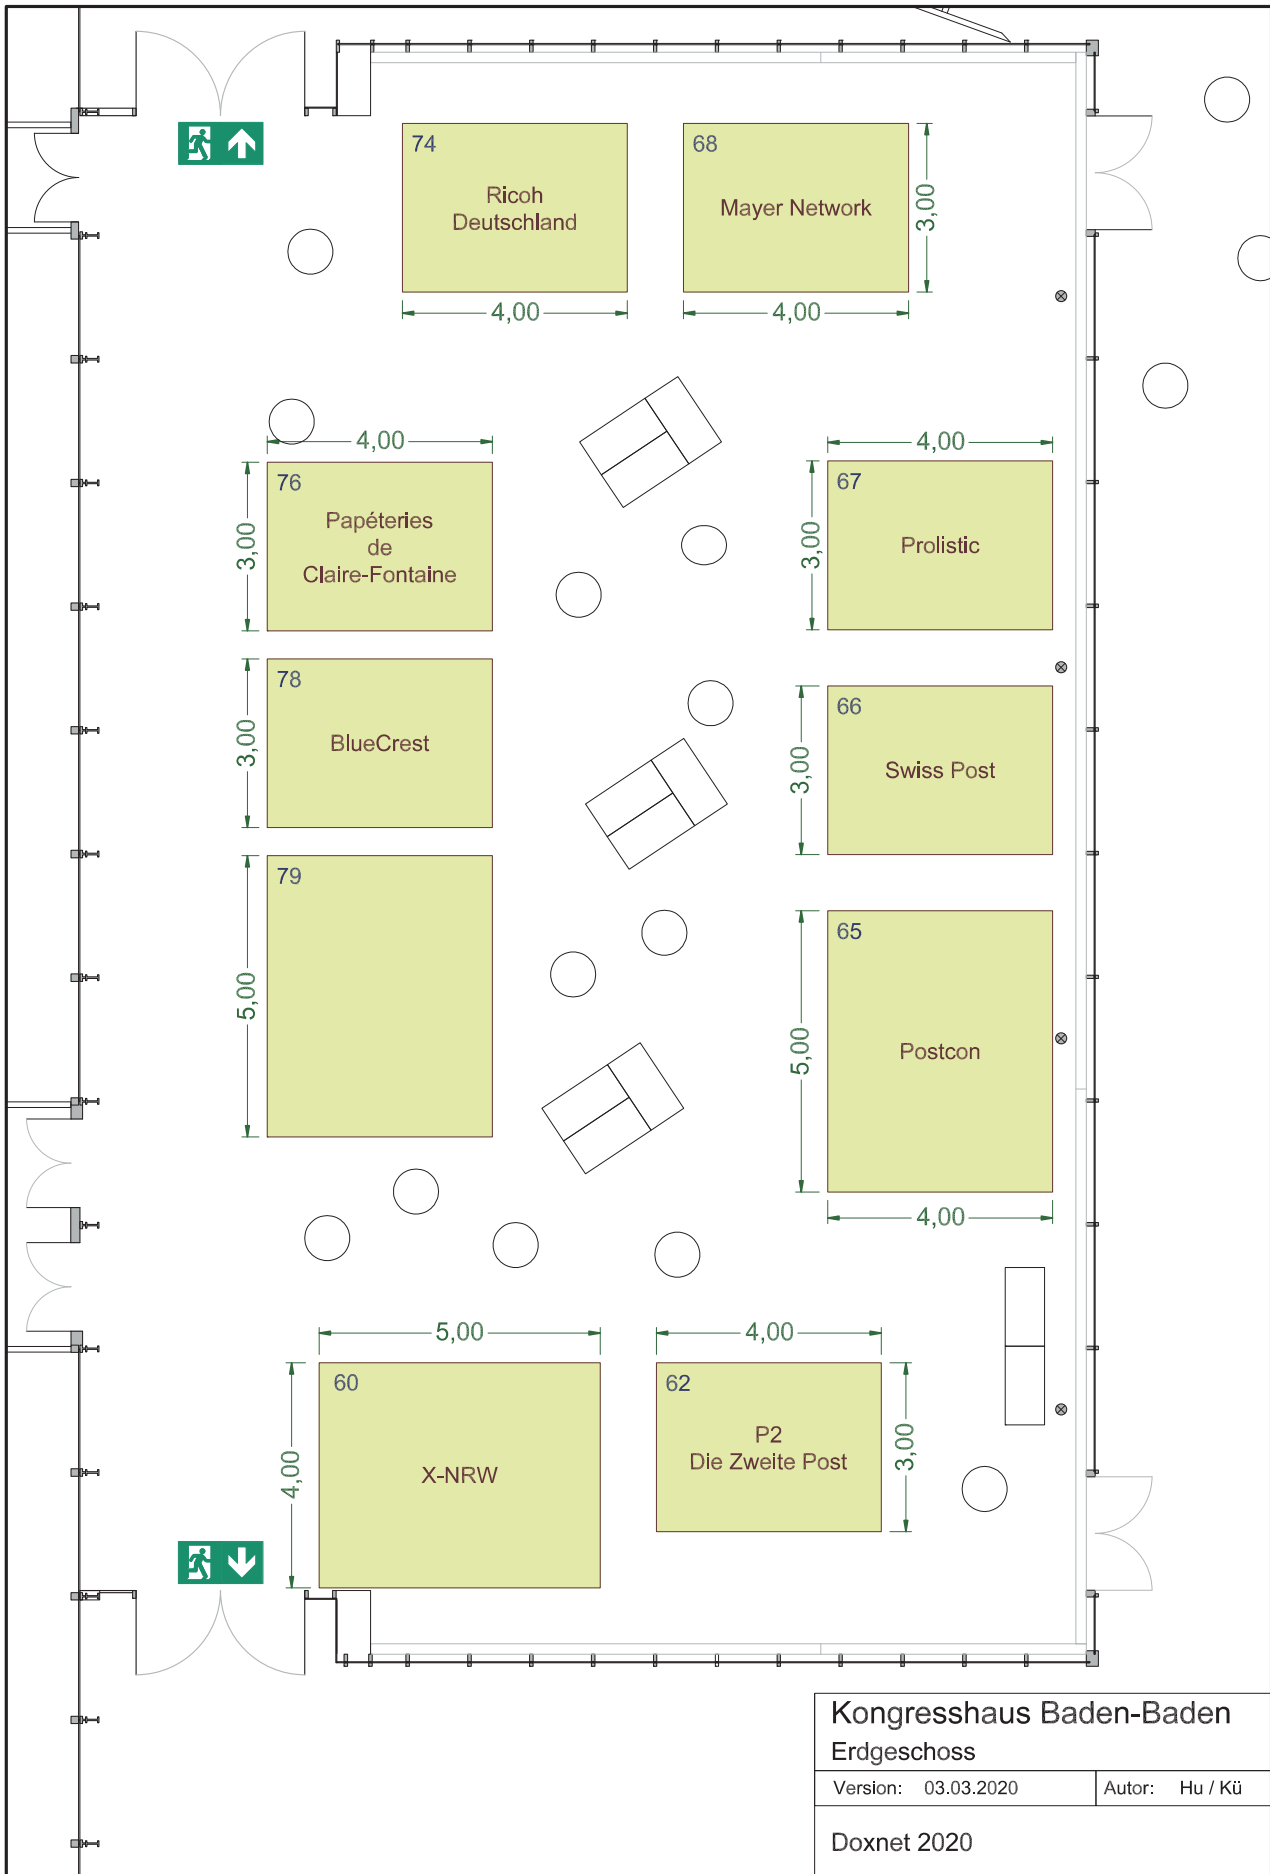 74
Ricoh
Deutschland
4,00
68
Mayer Network
3,00
4,00
4,00
76
Papéteries
de
Claire-Fontaine
3,00
4,00
67
Prolistic
3,00
78
BlueCrest
3,00
66
Swiss Post
3,00
79
5,00
65
Postcon
5,00
4,00
5,00
60
X-NRW
4,00
4,00
62
P2
Die Zweite Post
3,00
Kongresshaus Baden-Baden
Erdgeschoss
Version: 03.03.2020 Autor: Hu / Kü
Doxnet 2020